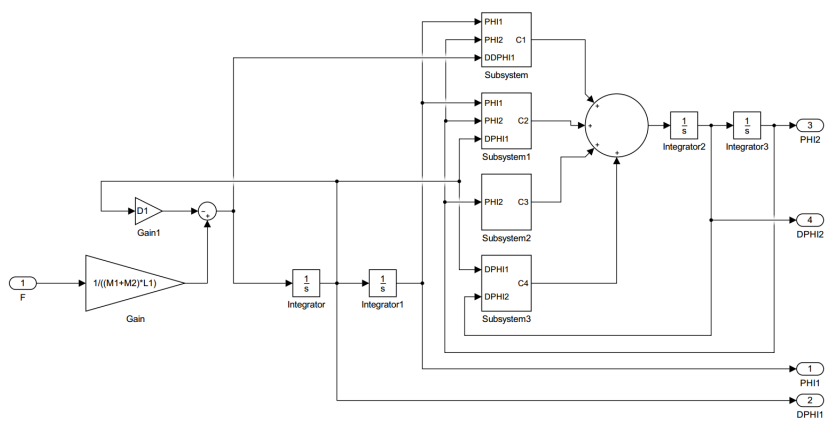 PHI1
PHI2 C1
DDPHI1
Subsystem
PHI1
PHI2 C2
DPHI1
Subsystem1
PHI2 C3
Subsystem2
DPHI1
C4
DPHI2
Subsystem3
+
+
+
+
1
s
Integrator2
1
s
Integrator3
3
PHI2
4
DPHI2
D1
Gain1
−
+
1
F
1/((M1+M2)*L1)
Gain
1
s
Integrator
1
s
Integrator1
1
PHI1
2
DPHI1